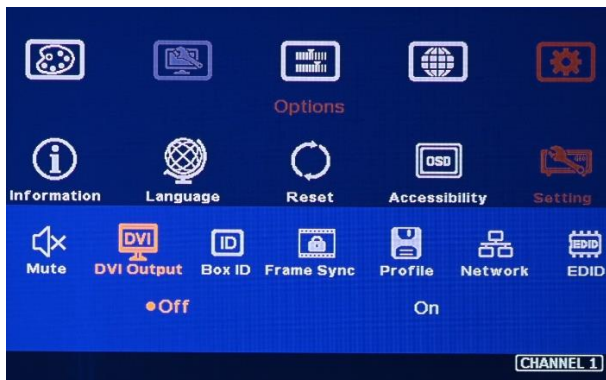 Options
OSD
Information Language Reset Accessibility Setting
DVI ID EDID
Mute DVI Output Box ID Frame Sync Profile Network EDID
Off On
CHANNEL 1